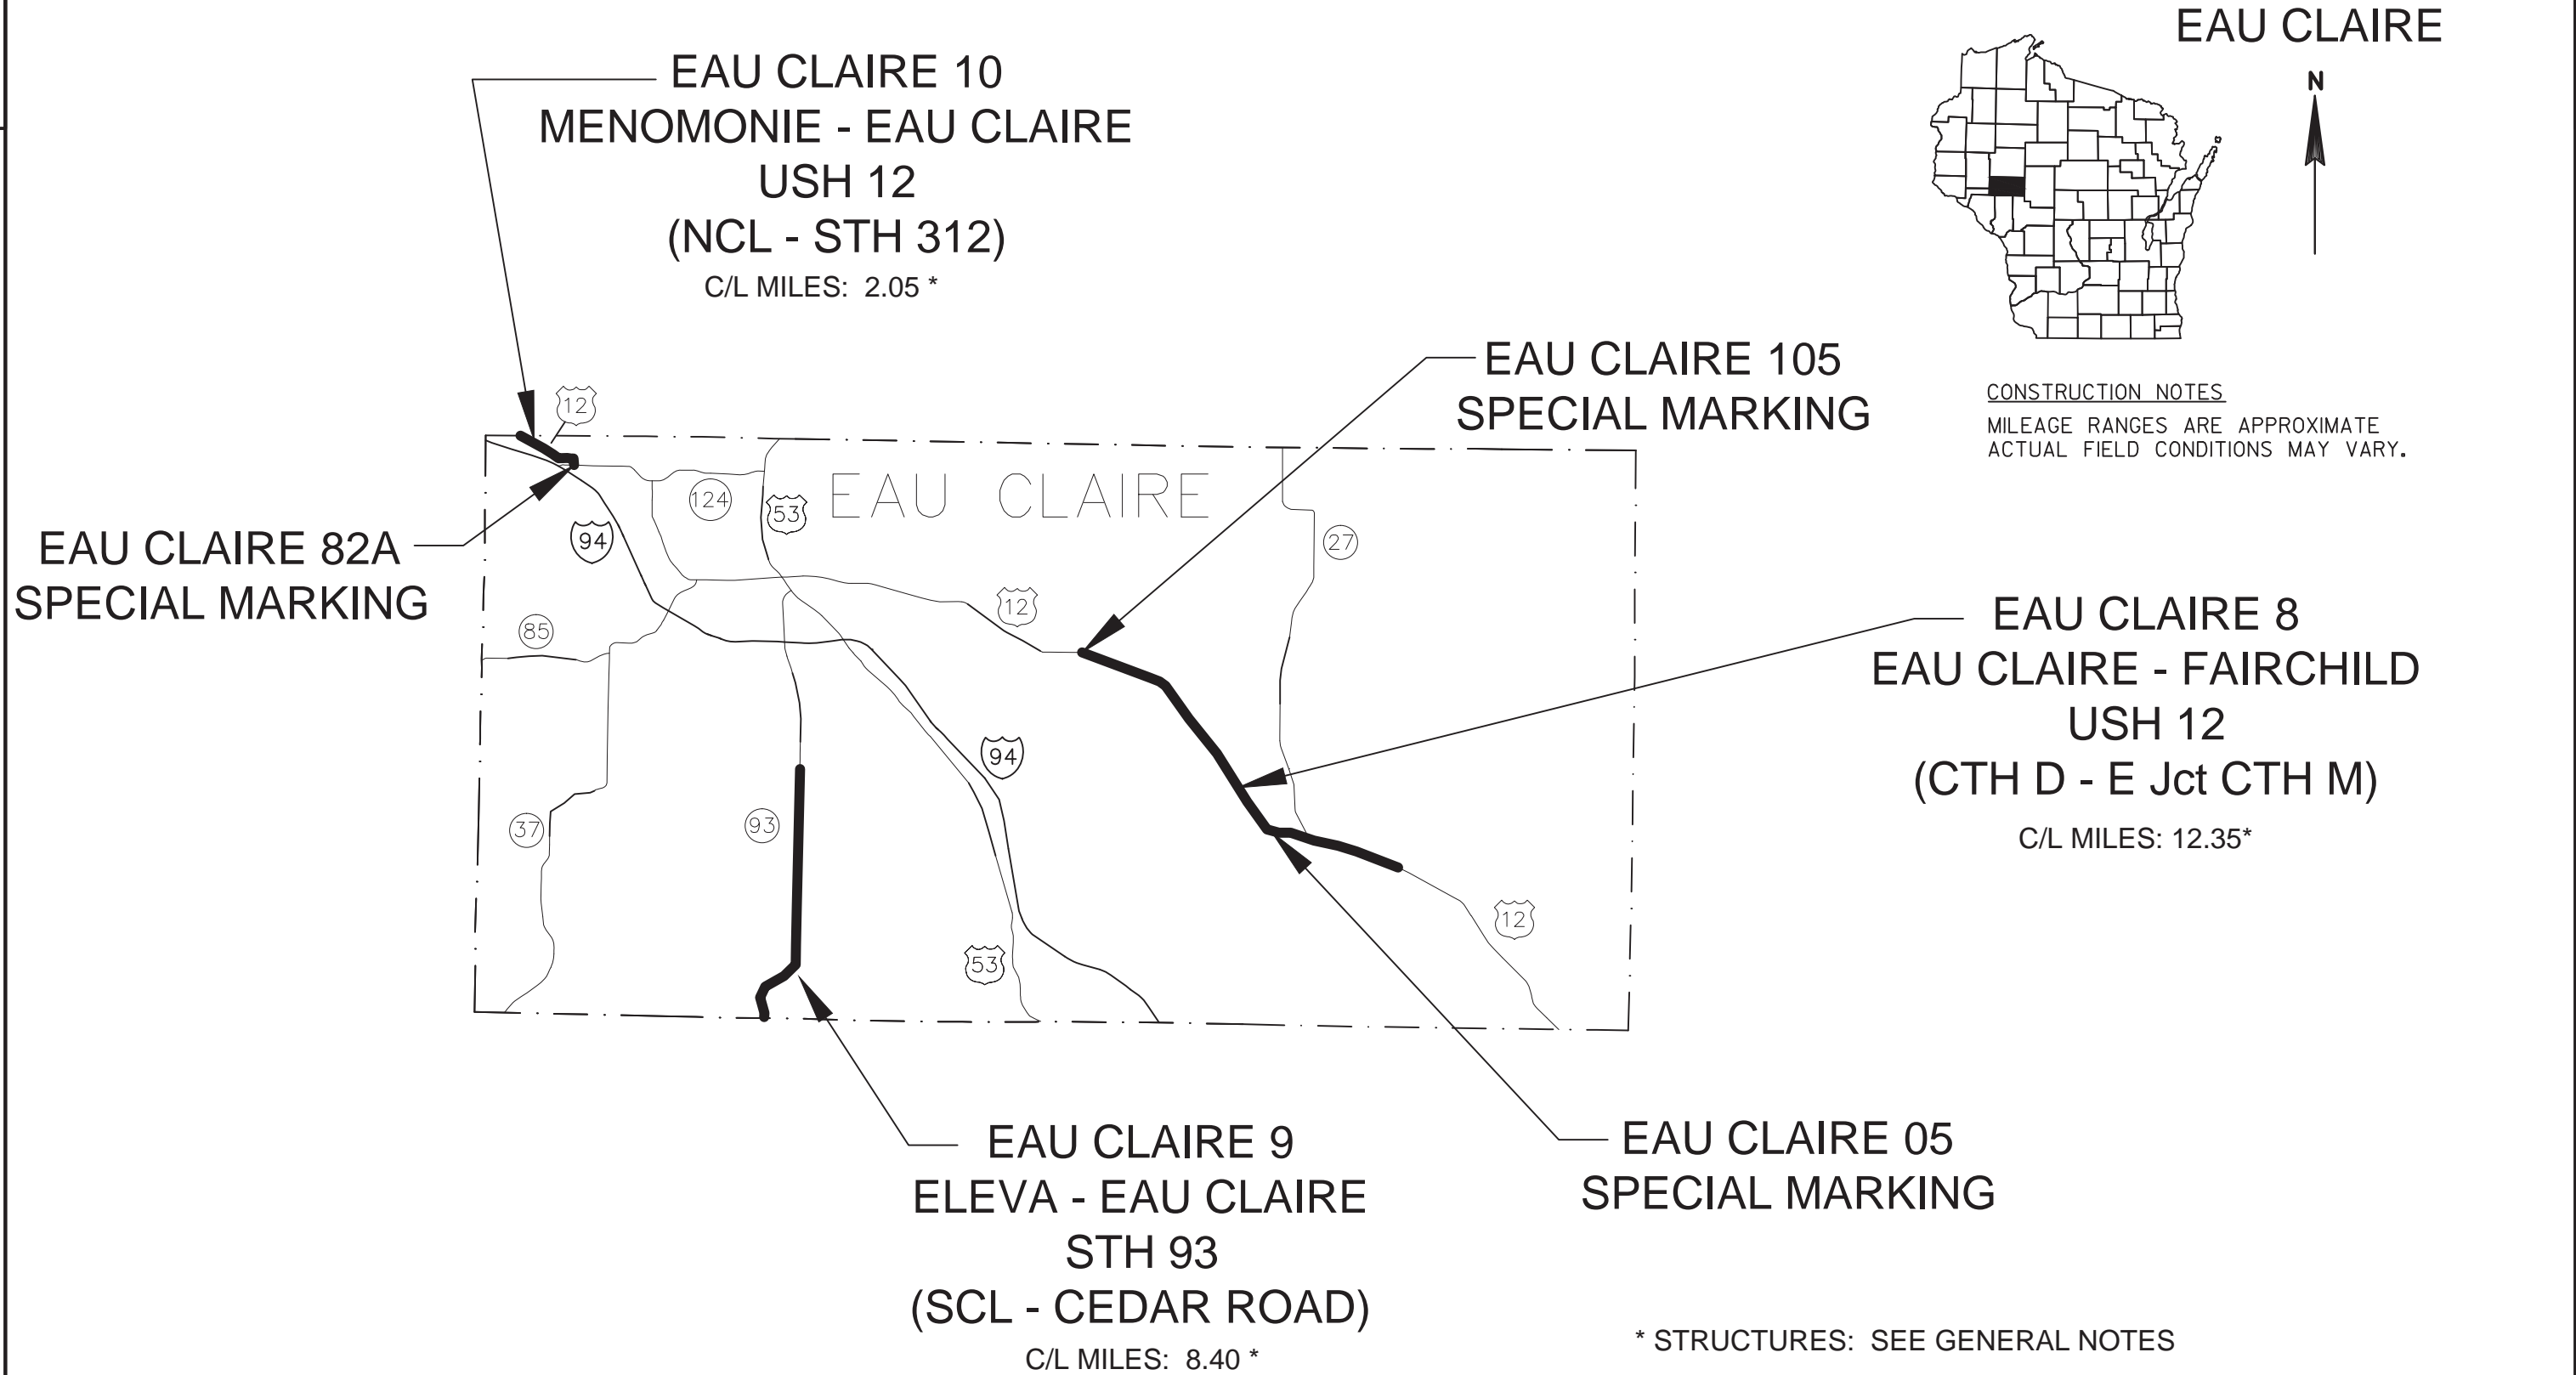 EAU CLAIRE
N
CONSTRUCTION NOTES
MILEAGE RANGES ARE APPROXIMATE
ACTUAL FIELD CONDITIONS MAY VARY.
EAU CLAIRE 10
MENOMONIE - EAU CLAIRE
USH 12
(NCL - STH 312)
C/L MILES: 2.05 *
EAU CLAIRE 105
SPECIAL MARKING
EAU CLAIRE 82A
SPECIAL MARKING
EAU CLAIRE 8
EAU CLAIRE - FAIRCHILD
USH 12
(CTH D - E Jct CTH M)
C/L MILES: 12.35*
12
EAU CLAIRE
124
53
94
27
12
85
94
37
93
12
53
EAU CLAIRE 9
ELEVA - EAU CLAIRE
STH 93
(SCL - CEDAR ROAD)
C/L MILES: 8.40 *
EAU CLAIRE 05
SPECIAL MARKING
* STRUCTURES: SEE GENERAL NOTES